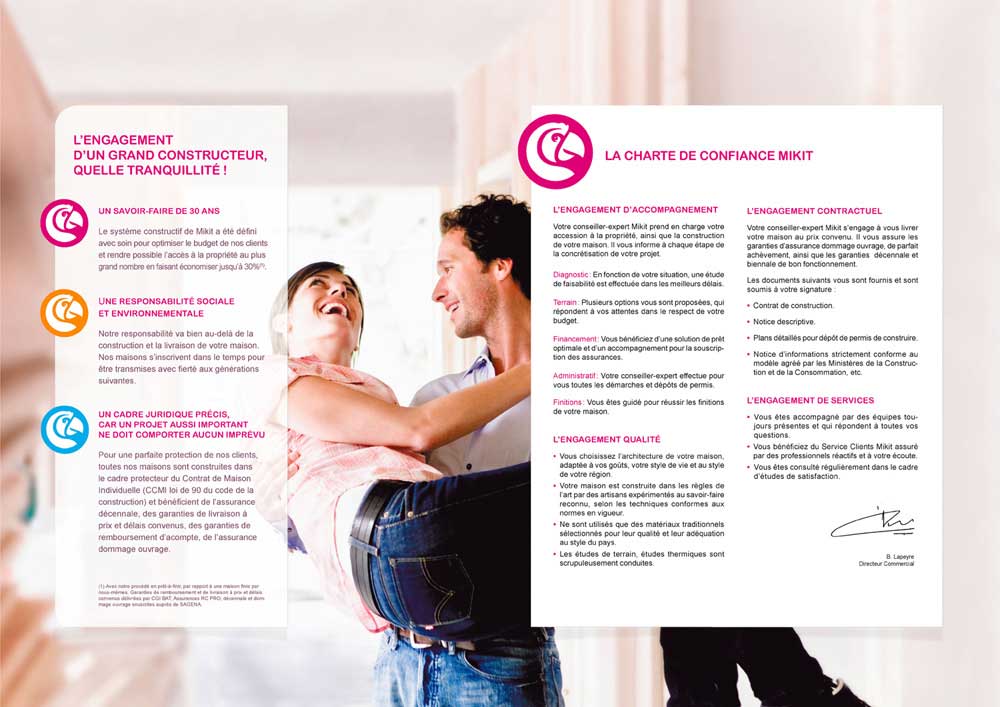 L'ENGAGEMENT
D'UN GRAND CONSTRUCTEUR,
QUELLE TRANQUILLITÉ !
UN SAVOIR-FAIRE DE 30 ANS
Le système constructif de Mikit a été défini
avec soin pour optimiser le budget de nos clients
et rendre possible l'accès à la propriété au plus
grand nombre en faisant économiser jusqu'à 30%(1).
UNE RESPONSABILITÉ SOCIALE
ET ENVIRONNEMENTALE
Notre responsabilité va bien au-delà de la
construction et la livraison de votre maison.
Nos maisons s'inscrivent dans le temps pour
être transmises avec fierté aux générations
suivantes.
UN CADRE JURIDIQUE PRÉCIS,
CAR UN PROJET AUSSI IMPORTANT
NE DOIT COMPORTER AUCUN IMPRÉVU
Pour une parfaite protection de nos clients,
toutes nos maisons sont construites dans
le cadre protecteur du Contrat de Maison
Individuelle (CCMI loi de 90 du code de la
construction) et bénéficient de l'assurance
décennale, des garanties de livraison à
prix et délais convenus, des garanties de
remboursement d'acompte, de l'assurance
dommage ouvrage.
(1) Avec notre procédé en prêt-à-finir, par rapport à une maison finie par
nous-mêmes. Garanties de remboursement et de livraison à prix et délais
convenus délivrées par CGI BAT, Assurances RC PRO, décennale et dom-
mage ouvrage souscrites auprès de SAGENA.
LA CHARTE DE CONFIANCE MIKIT
L'ENGAGEMENT D'ACCOMPAGNEMENT
Votre conseiller-expert Mikit prend en charge votre
accession à la propriété, ainsi que la construction
de votre maison. Il vous informe à chaque étape de
la concrétisation de votre projet.
Diagnostic : En fonction de votre situation, une étude
de faisabilité est effectuée dans les meilleurs délais.
Terrain : Plusieurs options vous sont proposées, qui
répondent à vos attentes dans le respect de votre
budget.
Financement : Vous bénéficiez d'une solution de prêt
optimale et d'un accompagnement pour la souscrip-
tion des assurances.
Administratif : Votre conseiller-expert effectue pour
vous toutes les démarches et dépôts de permis.
Finitions : Vous êtes guidé pour réussir les finitions
de votre maison.
L'ENGAGEMENT QUALITÉ
• Vous choisissez l'architecture de votre maison,
adaptée à vos goûts, votre style de vie et au style
de votre région.
• Votre maison est construite dans les règles de
l'art par des artisans expérimentés au savoir-faire
reconnu, selon les techniques conformes aux
normes en vigueur.
• Ne sont utilisés que des matériaux traditionnels
sélectionnés pour leur qualité et leur adéquation
au style du pays.
• Les études de terrain, études thermiques sont
scrupuleusement conduites.
L'ENGAGEMENT CONTRACTUEL
Votre conseiller-expert Mikit s'engage à vous livrer
votre maison au prix convenu. Il vous assure les
garanties d'assurance dommage ouvrage, de parfait
achèvement, ainsi que les garanties décennale et
biennale de bon fonctionnement.
Les documents suivants vous sont fournis et sont
soumis à votre signature :
• Contrat de construction.
• Notice descriptive.
• Plans détaillés pour dépôt de permis de construire.
• Notice d'informations strictement conforme au
modèle agréé par les Ministères de la Construc-
tion et de la Consommation, etc.
L'ENGAGEMENT DE SERVICES
• Vous êtes accompagné par des équipes tou-
jours présentes et qui répondent à toutes vos
questions.
• Vous bénéficiez du Service Clients Mikit assuré
par des professionnels réactifs et à votre écoute.
• Vous êtes consulté régulièrement dans le cadre
d'études de satisfaction.
B. Lapeyre
Directeur Commercial